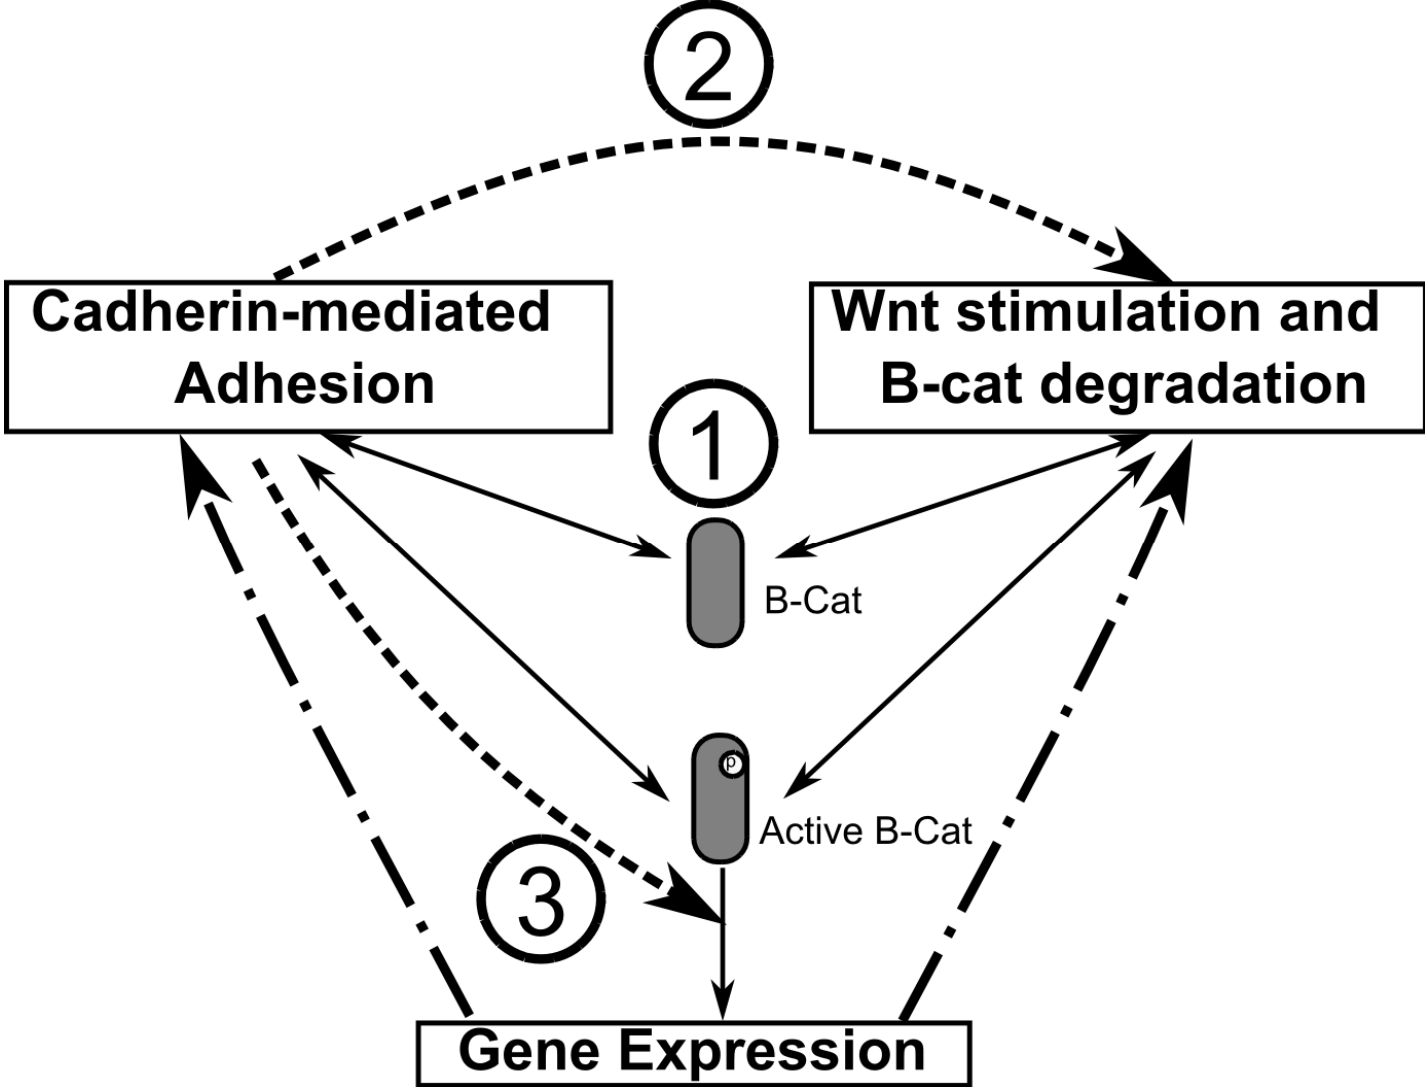 2
Cadherin-mediated
Adhesion
Wnt stimulation and
B-cat degradation
1
B-Cat
p
Active B-Cat
3
Gene Expression